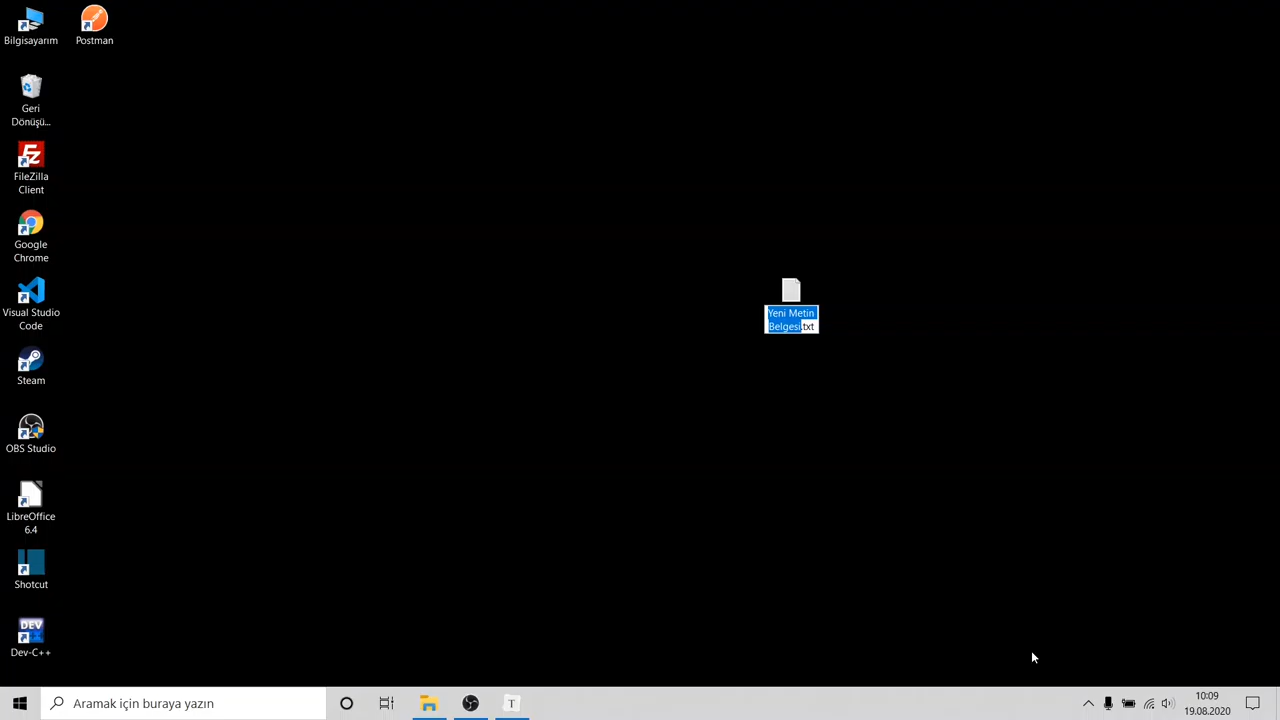 Bilgisayarım
Postman
Geri
Dönüşü...
FileZilla
Client
Google
Chrome
Visual Studio
Code
Steam
OBS Studio
LibreOffice
6.4
Shotcut
DEV
Dev-C++
Yeni Metin
Belgesi.txt
Aramak için buraya yazın
T
10:09
19.08.2020